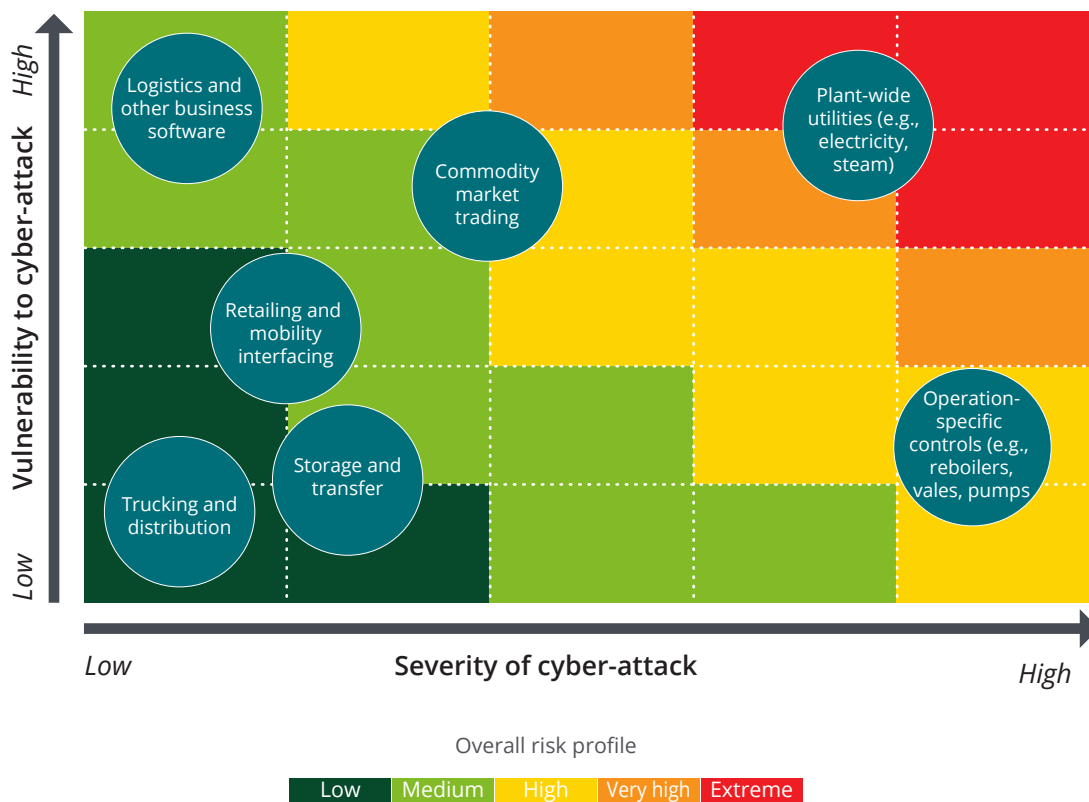 High
Vulnerability to cyber-attack
Low
Logistics and
other business
software
Plant-wide
utilities (e.g.,
electricity,
steam)
Commodity
market
trading
Retailing and
mobility
interfacing
Operation-
specific
controls (e.g.,
reboilers,
vales, pumps
Storage and
transfer
Trucking and
distribution
Low
Severity of cyber-attack
High
Overall risk profile
Low
Medium
High
Very high
Extreme